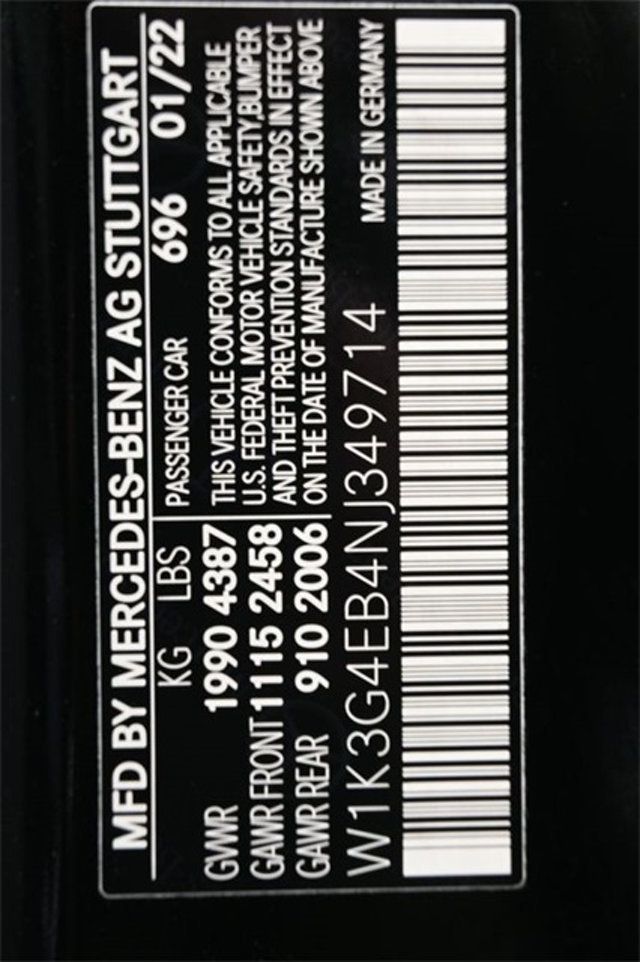 MFD BY MERCEDES-BENZ AG STUTTGART
KG LBS PASSENGER CAR 696 01/22
GVWR 1990 4387 THIS VEHICLE CONFORMS TO ALL APPLICABLE
GAWR FRONT 1115 2458 U.S. FEDERAL MOTOR VEHICLE SAFETY,BUMPER
AND THEFT PREVENTION STANDARDS IN EFFECT
GAWR REAR 910 2006 ON THE DATE OF MANUFACTURE SHOWN ABOVE
W1K3G4EB4NJ349714 MADE IN GERMANY